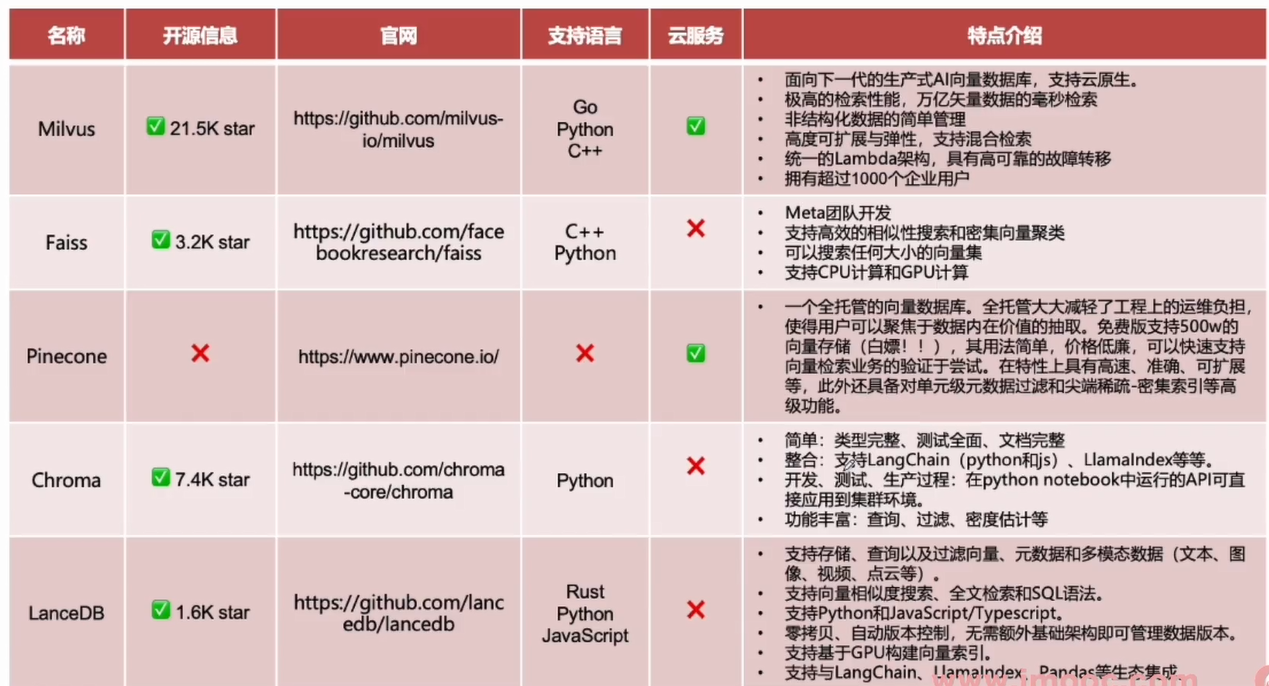 名称 开源信息 官网 支持语言 云服务 特点介绍
Milvus
✅ 21.5K star
https://github.com/milvus-
io/milvus
Go
Python
C++
✅
• 面向下一代的生产式AI向量数据库，支持云原生。
• 极高的检索性能，万亿矢量数据的毫秒检索
• 非结构化数据的简单管理
• 高度可扩展与弹性，支持混合检索
• 统一的Lambda架构，具有高可靠的故障转移
• 拥有超过1000个企业用户
Faiss
✅ 3.2K star
https://github.com/face
bookresearch/faiss
C++
Python
❌
• Meta团队开发
• 支持高效的相似性搜索和密集向量聚类
• 可以搜索任何大小的向量集
• 支持CPU计算和GPU计算
Pinecone
❌
https://www.pinecone.io/
❌
✅
• 一个全托管的向量数据库。全托管大大减轻了工程上的运维负担，
使得用户可以聚焦于数据内在价值的抽取。免费版支持500w的
向量存储（白嫖！！），其用法简单，价格低廉，可以快速支持
向量检索业务的验证于尝试。在特性上具有高速、准确、可扩展
等，此外还具备对单元级元数据过滤和尖端稀疏-密集索引等高
级功能。
Chroma
✅ 7.4K star
https://github.com/chroma
-core/chroma
Python
❌
• 简单：类型完整、测试全面、文档完整
• 整合：支持LangChain（python和js）、LlamaIndex等等。
• 开发、测试、生产过程：在python notebook中运行的API可直
接应用到集群环境。
• 功能丰富：查询、过滤、密度估计等
LanceDB
✅ 1.6K star
https://github.com/lanc
edb/lancedb
Rust
Python
JavaScript
❌
• 支持存储、查询以及过滤向量、元数据和多模态数据（文本、图
像、视频、点云等）。
• 支持向量相似度搜索、全文检索和SQL语法。
• 支持Python和JavaScript/Typescript。
• 零拷贝、自动版本控制，无需额外基础架构即可管理数据版本。
• 支持基于GPU构建向量索引。
• 支持与LangChain、LlamaIndex、Pandas等生态集成
www.imooc.com